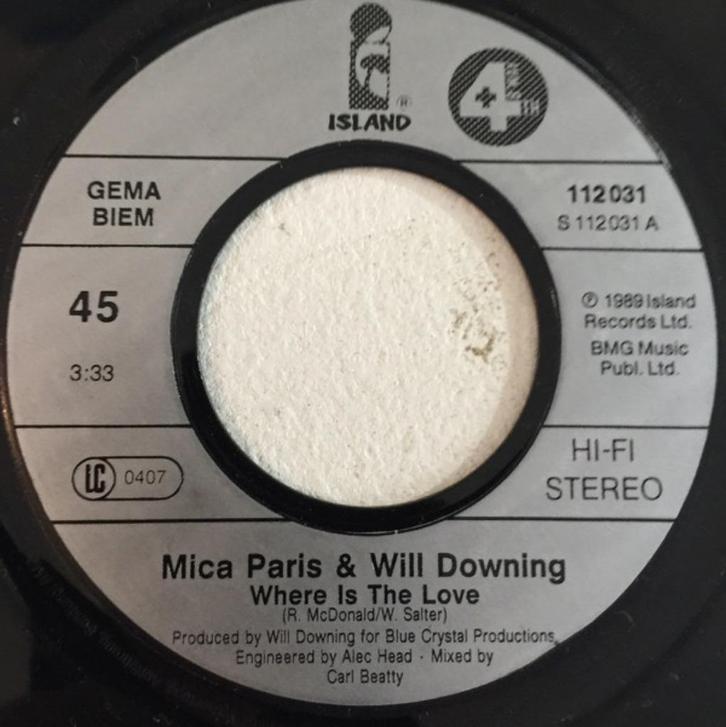 ®
ISLAND
4TH
GEMA
BIEM
112031
S 112031 A
45
3:33
℗ 1989 Island
Records Ltd.
BMG Music
Publ. Ltd.
LC 0407
HI-FI
STEREO
Mica Paris & Will Downing
Where Is The Love
(R. McDonald/W. Salter)
Produced by Will Downing for Blue Crystal Productions,
Engineered by Alec Head · Mixed by
Carl Beatty